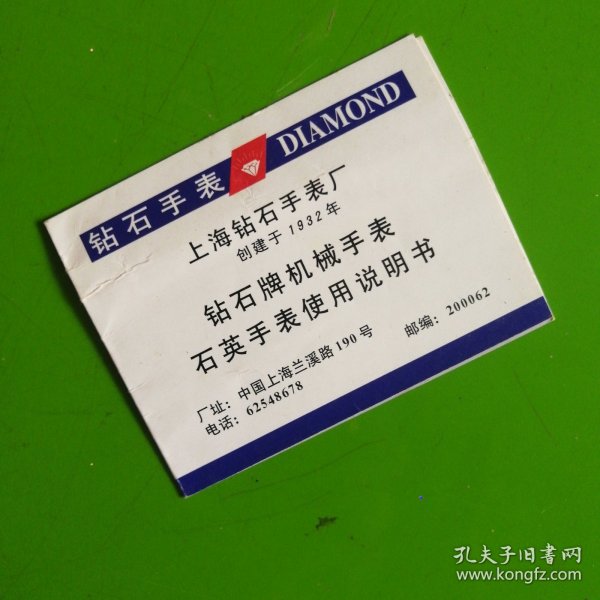 钻石手表 DIAMOND
上海钻石手表厂
创建于1932年
钻石牌机械手表
石英手表使用说明书
厂址：中国上海兰溪路190号 邮编：200062
电话：62548678
孔夫子旧书网
www.kongfz.com